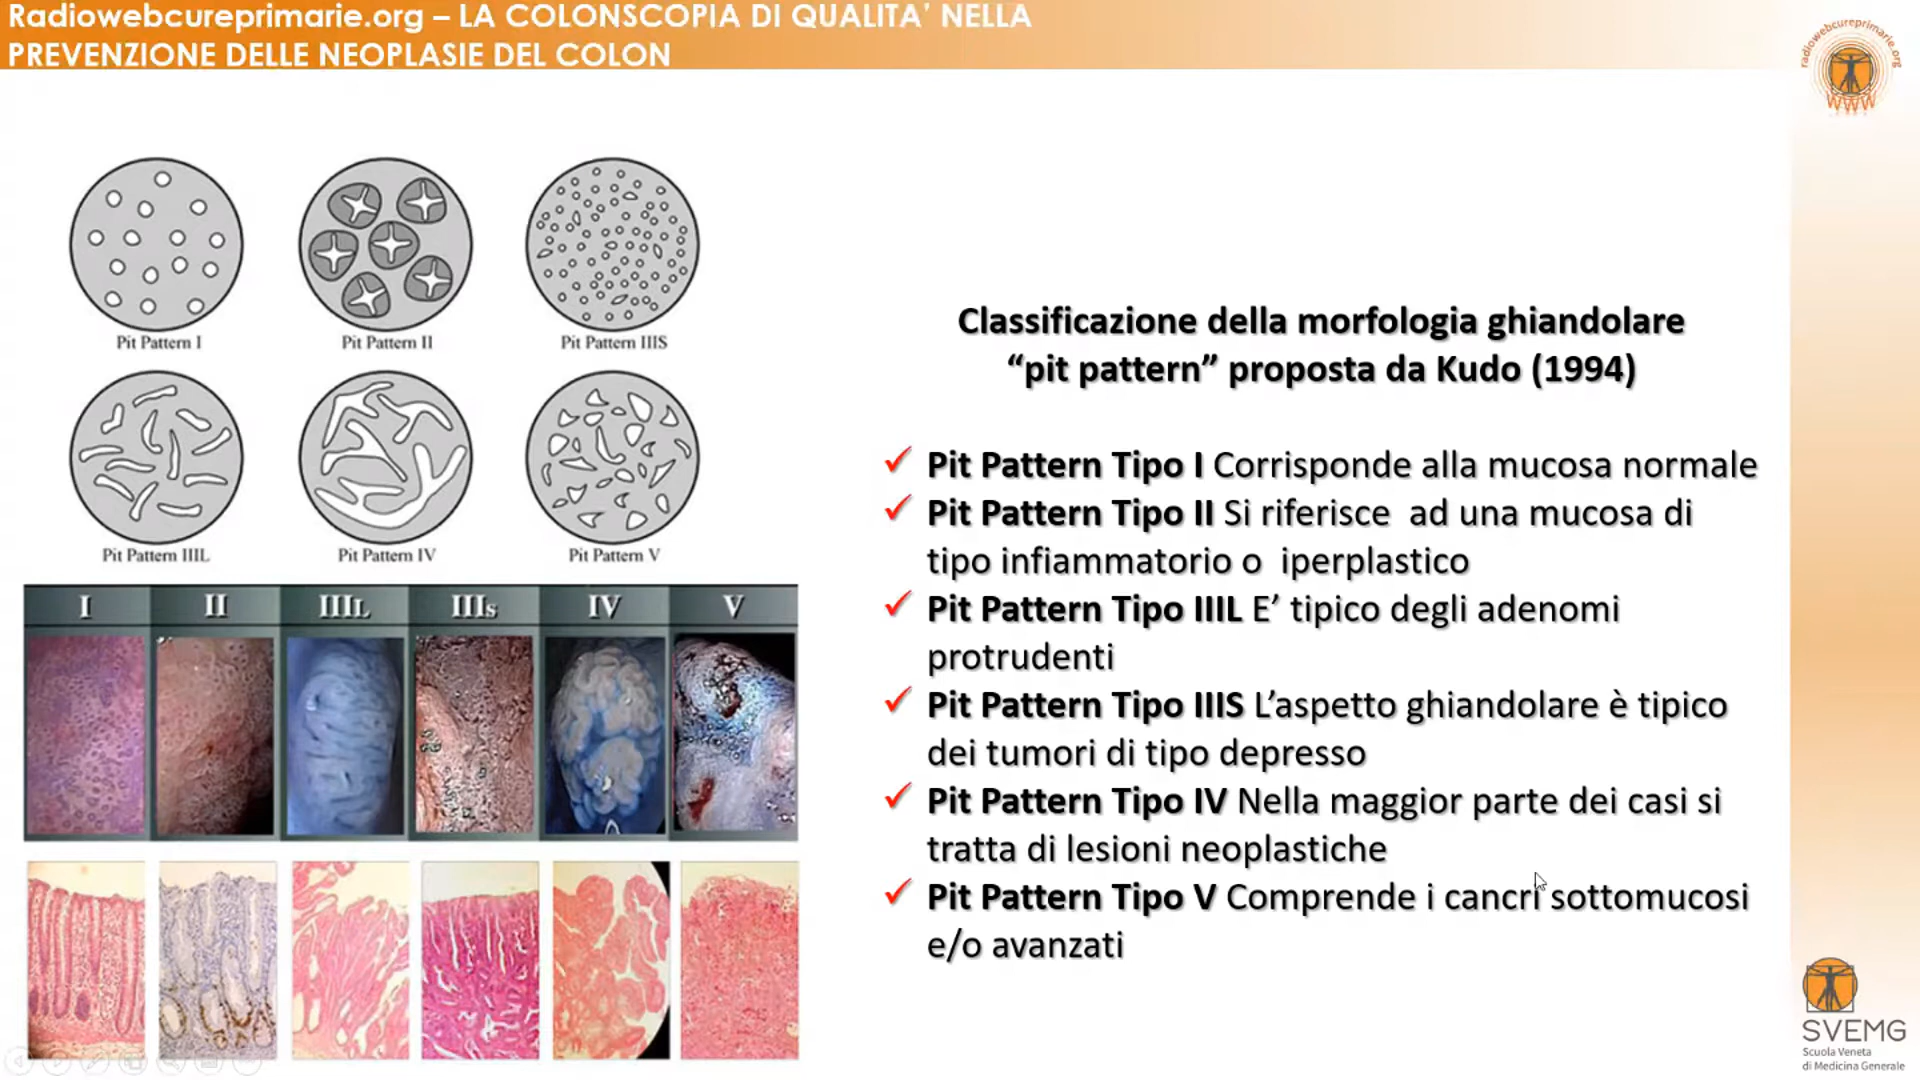 Radiowebcureprimarie.org – LA COLONSCOPIA DI QUALITA’ NELLA
PREVENZIONE DELLE NEOPLASIE DEL COLON
radiowebcureprimarie.org
WWW
Pit Pattern I
Pit Pattern II
Pit Pattern IIIS
Pit Pattern IIIL
Pit Pattern IV
Pit Pattern V
I
II
IIIL
IIIs
IV
V
Classificazione della morfologia ghiandolare
“pit pattern” proposta da Kudo (1994)
Pit Pattern Tipo I Corrisponde alla mucosa normale
Pit Pattern Tipo II Si riferisce ad una mucosa di
tipo infiammatorio o iperplastico
Pit Pattern Tipo IIIL E’ tipico degli adenomi
protrudenti
Pit Pattern Tipo IIIS L’aspetto ghiandolare è tipico
dei tumori di tipo depresso
Pit Pattern Tipo IV Nella maggior parte dei casi si
tratta di lesioni neoplastiche
Pit Pattern Tipo V Comprende i cancri sottomucosi
e/o avanzati
SVEMG
Scuola Veneta
di Medicina Generale